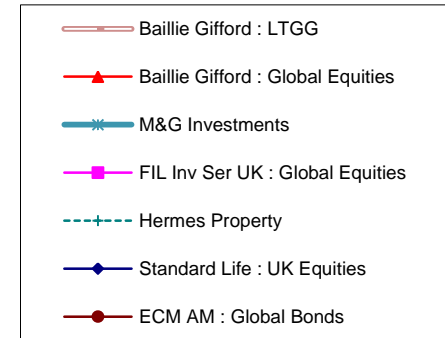 Baillie Gifford : LTGG
Baillie Gifford : Global Equities
M&G Investments
FIL Inv Ser UK : Global Equities
Hermes Property
Standard Life : UK Equities
ECM AM : Global Bonds